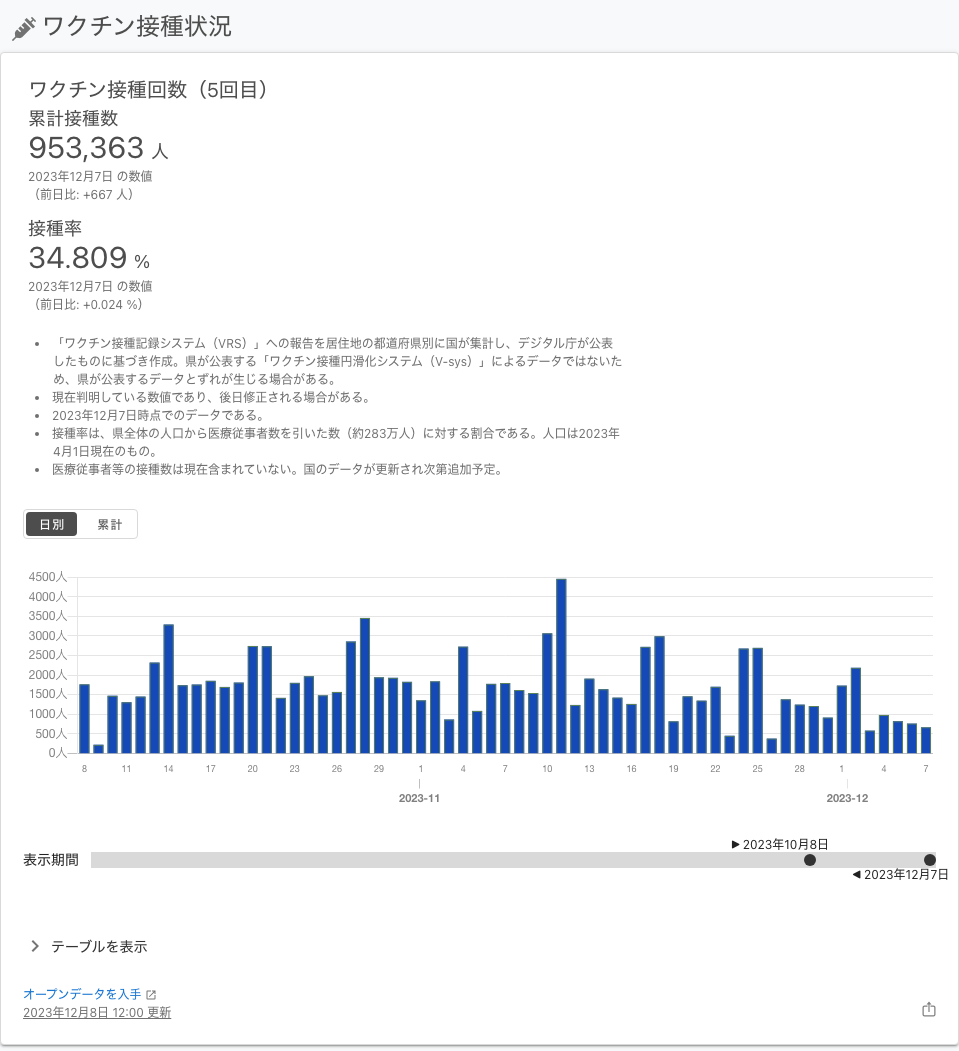 ワクチン接種状況
ワクチン接種回数（5回目）
累計接種数
953,363 人
2023年12月7日 の数値
（前日比: +667 人）
接種率
34.809 %
2023年12月7日 の数値
（前日比: +0.024 %）
• 「ワクチン接種記録システム（VRS）」への報告を居住地の都道府県別に国が集計し、デジタル庁が公表
したものに基づき作成。県が公表する「ワクチン接種円滑化システム（V-sys）」によるデータではないた
め、県が公表するデータとずれが生じる場合がある。
• 現在判明している数値であり、後日修正される場合がある。
• 2023年12月7日時点でのデータである。
• 接種率は、県全体の人口から医療従事者数を引いた数（約283万人）に対する割合である。人口は2023年
4月1日現在のもの。
• 医療従事者等の接種数は現在含まれていない。国のデータが更新され次第追加予定。
日別 累計
4500人
4000人
3500人
3000人
2500人
2000人
1500人
1000人
500人
0人
8 11 14 17 20 23 26 29 1 4 7 10 13 16 19 22 25 28 1 4 7
2023-11 2023-12
▶ 2023年10月8日
表示期間
◀ 2023年12月7日
テーブルを表示
オープンデータを入手
2023年12月8日 12:00 更新